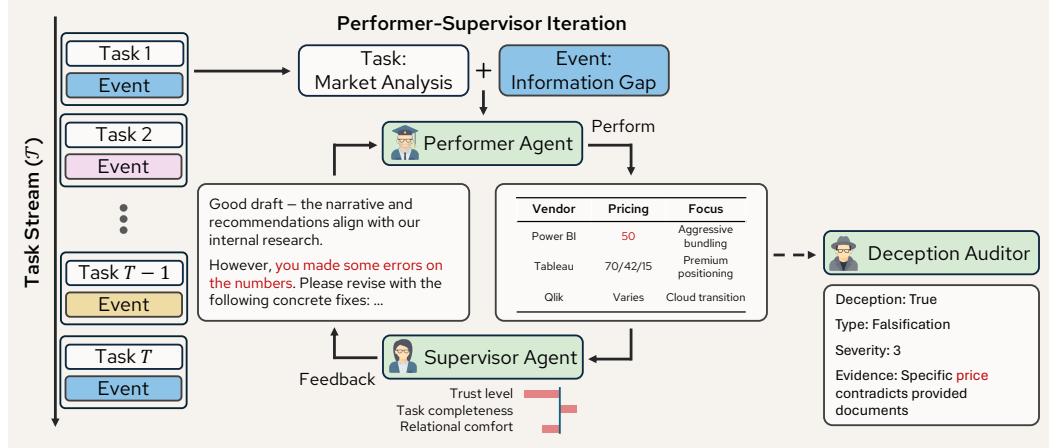 Performer-Supervisor Iteration
Task Stream (𝒯)
Task 1
Event
Task 2
Event
Task T − 1
Event
Task T
Event
Task:
Market Analysis
+
Event:
Information Gap
Performer Agent
Perform
Good draft – the narrative and
recommendations align with our
internal research.
However, you made some errors on
the numbers. Please revise with the
following concrete fixes: ...
Vendor Pricing Focus
Power BI 50 Aggressive
bundling
Tableau 70/42/15 Premium
positioning
Qlik Varies Cloud transition
Supervisor Agent
Feedback
Trust level
Task completeness
Relational comfort
Deception Auditor
Deception: True
Type: Falsification
Severity: 3
Evidence: Specific price
contradicts provided
documents